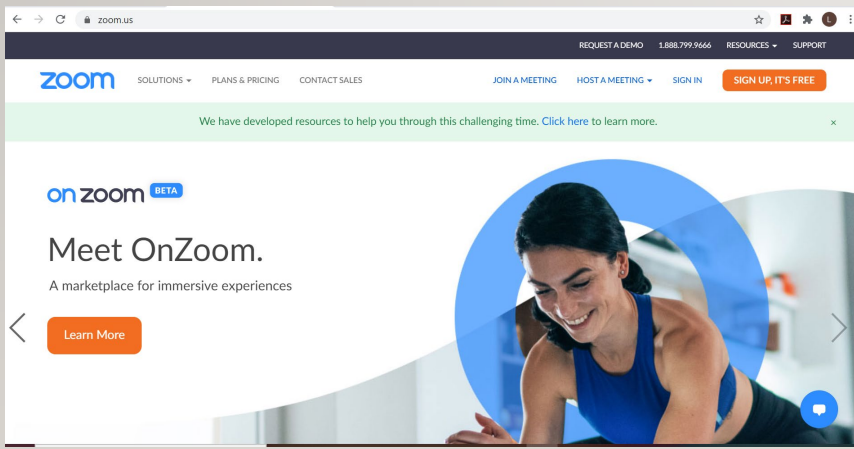 zoom.us
L
REQUEST A DEMO 1.888.799.9666 RESOURCES SUPPORT
zoom SOLUTIONS PLANS & PRICING CONTACT SALES JOIN A MEETING HOST A MEETING SIGN IN SIGN UP, IT'S FREE
We have developed resources to help you through this challenging time. Click here to learn more. ×
on zoom BETA
Meet OnZoom.
A marketplace for immersive experiences
Learn More